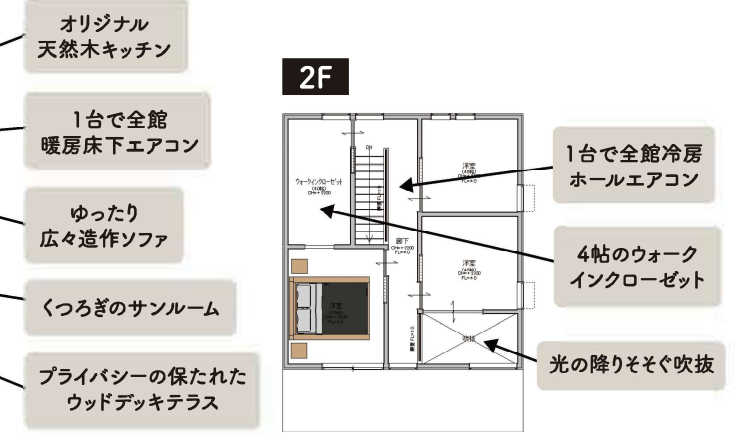 オリジナル
天然木キッチン
1台で全館
暖房床下エアコン
ゆったり
広々造作ソファ
くつろぎのサンルーム
プライバシーの保たれた
ウッドデッキテラス
2F
DN
ウォークインクローゼット
廊下
洋室
洋室
洋室
吹抜
1台で全館冷房
ホールエアコン
4帖のウォーク
インクローゼット
光の降りそそぐ吹抜